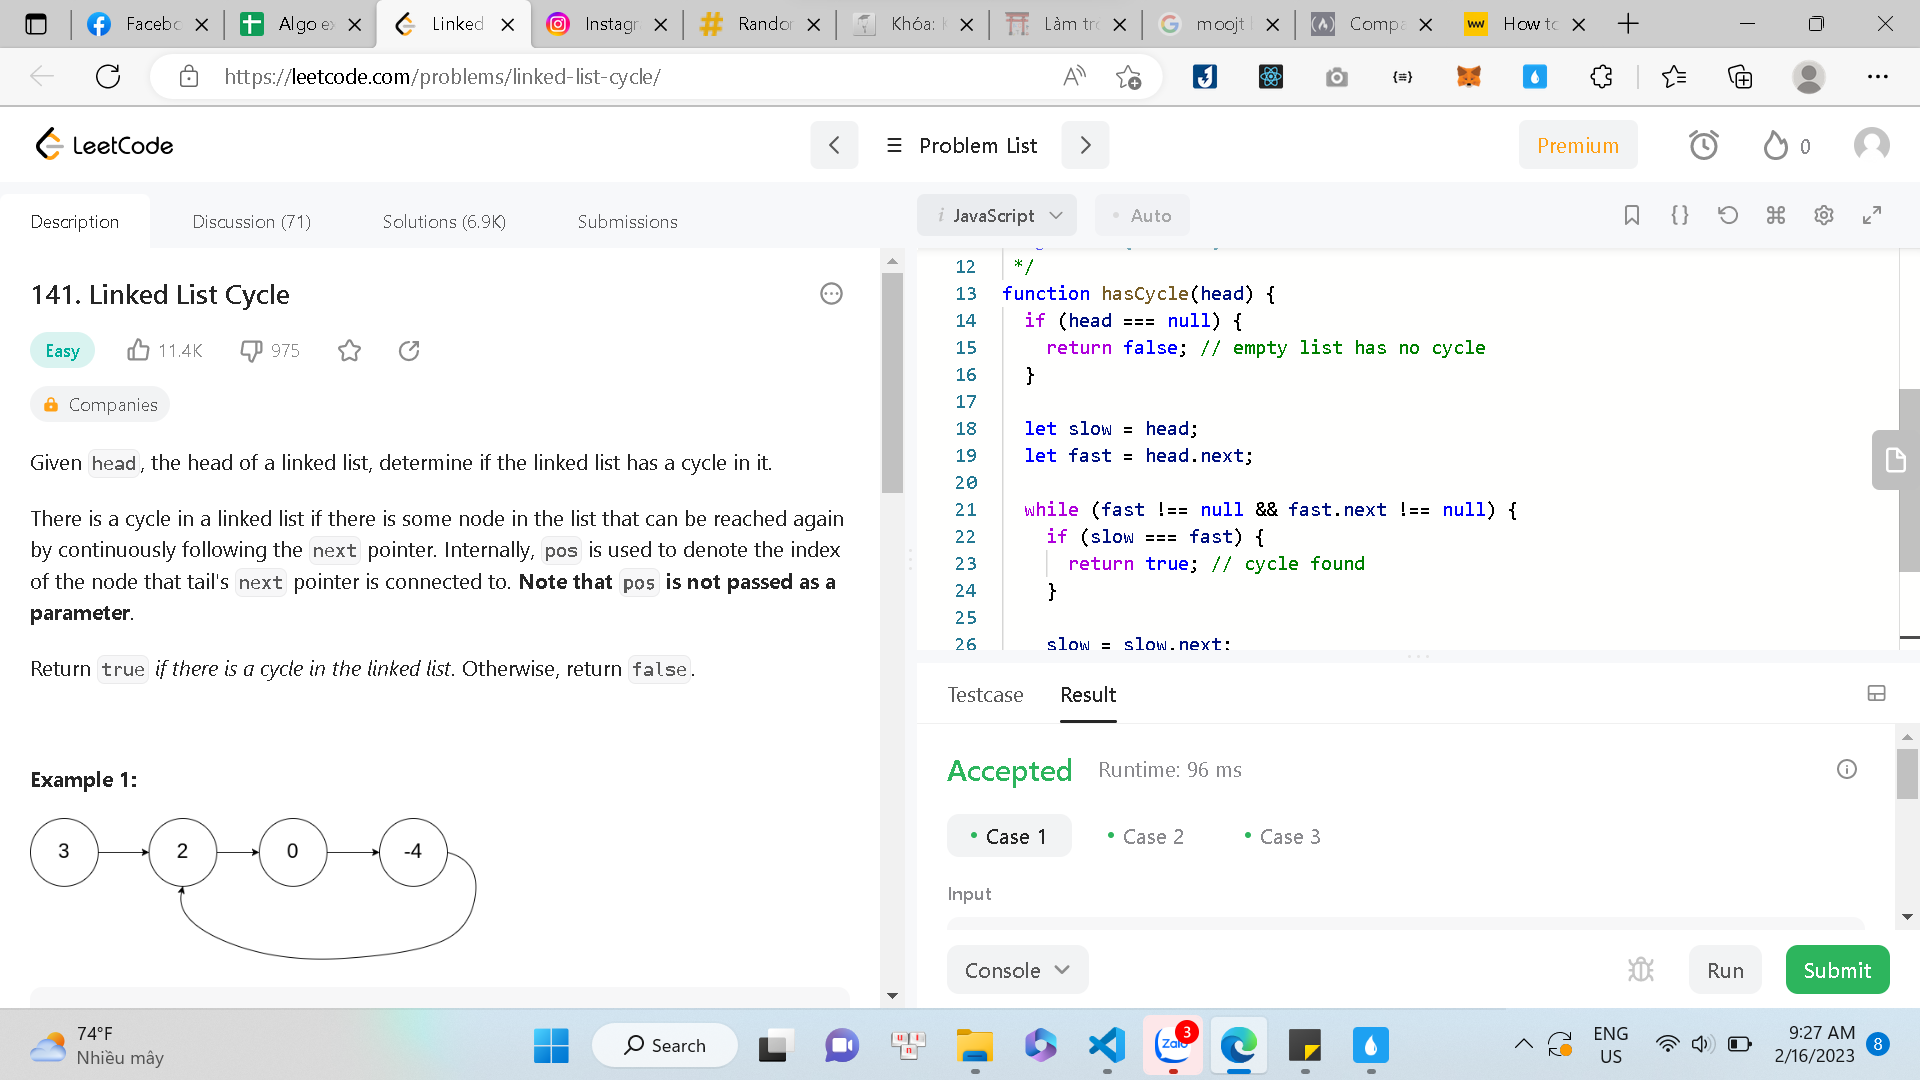 Facebo
Algo ex
Linked
Instagr
Randor
Khóa: K
Làm tr
moojt l
Compa
How to
https://leetcode.com/problems/linked-list-cycle/
LeetCode
Problem List
Premium
0
Description
Discussion (71)
Solutions (6.9K)
Submissions
i JavaScript
Auto
141. Linked List Cycle
Easy
11.4K
975
Companies
Given head, the head of a linked list, determine if the linked list has a cycle in it.
There is a cycle in a linked list if there is some node in the list that can be reached again
by continuously following the next pointer. Internally, pos is used to denote the index
of the node that tail's next pointer is connected to. Note that pos is not passed as a
parameter.
Return true if there is a cycle in the linked list. Otherwise, return false.
Example 1:
3
2
0
-4
12 */
13 function hasCycle(head) {
14 if (head === null) {
15 return false; // empty list has no cycle
16 }
17
18 let slow = head;
19 let fast = head.next;
20
21 while (fast !== null && fast.next !== null) {
22 if (slow === fast) {
23 return true; // cycle found
24 }
25
26 slow = slow.next;
Testcase
Result
Accepted
Runtime: 96 ms
Case 1
Case 2
Case 3
Input
Console
Run
Submit
74°F
Nhiều mây
Search
Zalo
3
ENG
US
9:27 AM
2/16/2023
8